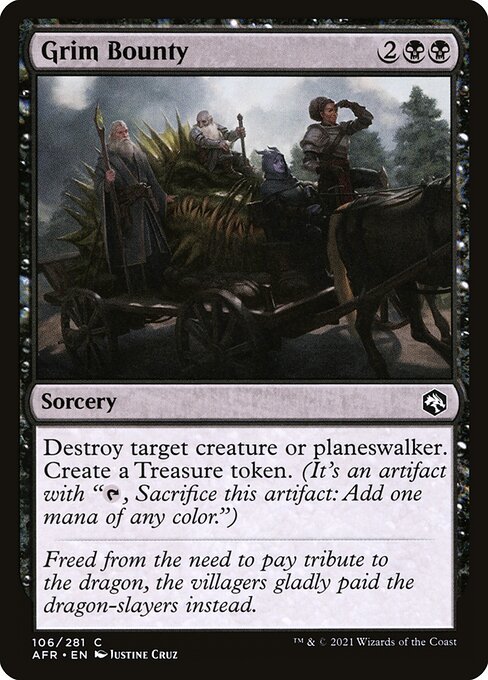 Grim Bounty 2
Sorcery
Destroy target creature or planeswalker.
Create a Treasure token. (It's an artifact
with “, Sacrifice this artifact: Add one
mana of any color.”)
Freed from the need to pay tribute to
the dragon, the villagers gladly paid the
dragon-slayers instead.
106/281 C
AFR • EN Justine Cruz
™ & © 2021 Wizards of the Coast